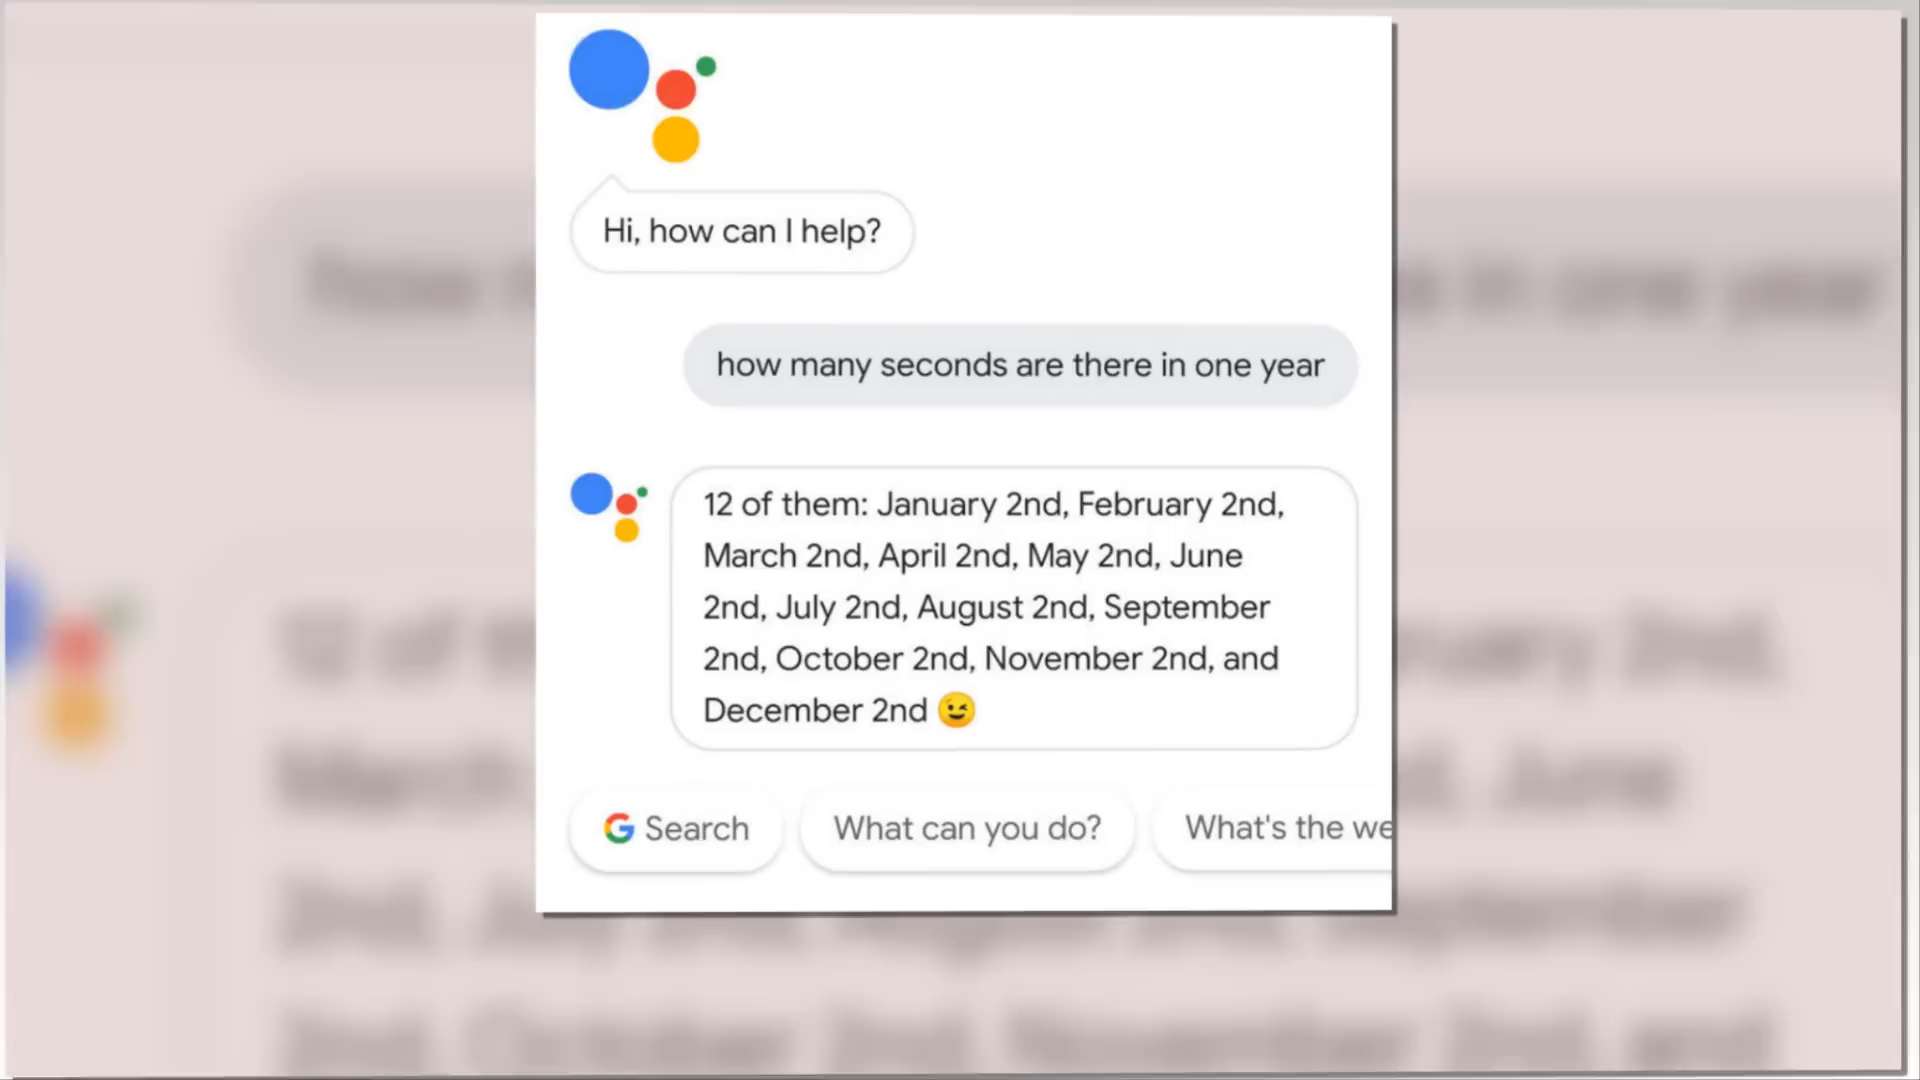 Hi, how can I help?
how many seconds are there in one year
12 of them: January 2nd, February 2nd,
March 2nd, April 2nd, May 2nd, June
2nd, July 2nd, August 2nd, September
2nd, October 2nd, November 2nd, and
December 2nd 😉
G Search
What can you do?
What's the we